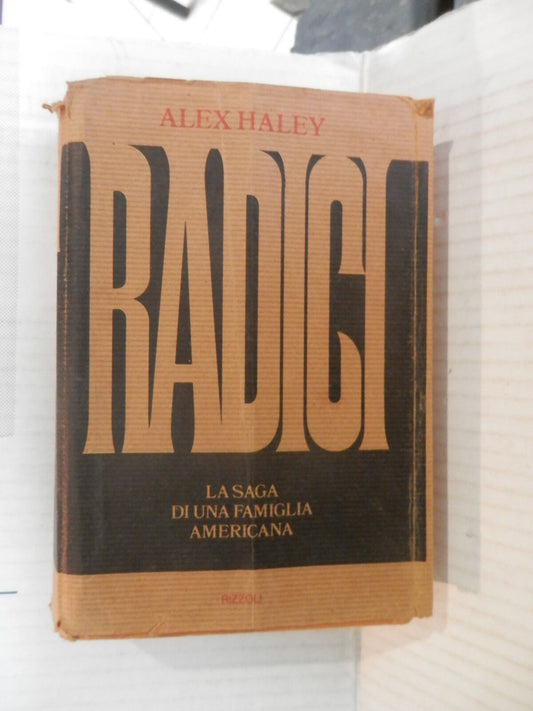 ALEX HALEY
RADICI
LA SAGA
DI UNA FAMIGLIA
AMERICANA
RIZZOLI